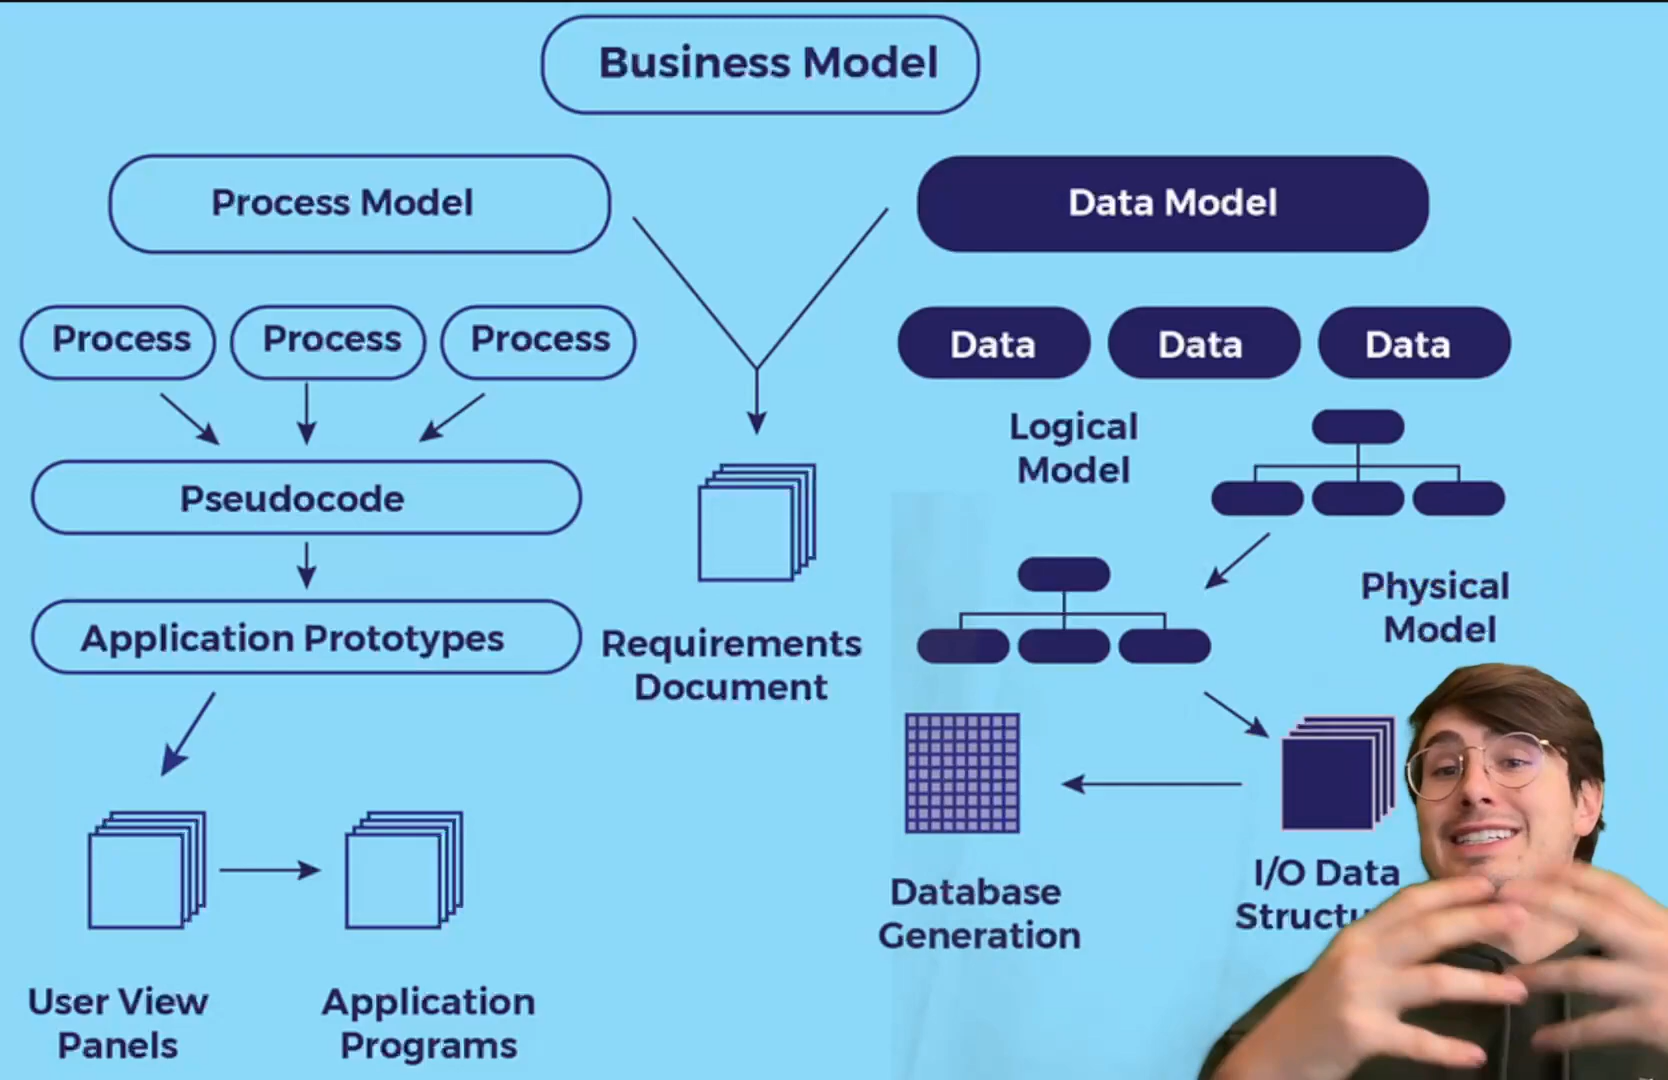 Business Model
Process Model
Data Model
Process
Process
Process
Data
Data
Data
Logical
Model
Pseudocode
Physical
Model
Application Prototypes
Requirements
Document
I/O Data
Database
Generation
User View
Panels
Application
Programs